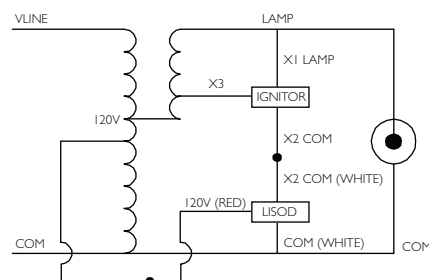 VLINE
LAMP
X1 LAMP
X3
IGNITOR
120V
X2 COM
X2 COM (WHITE)
120V (RED)
LISOD
COM
COM (WHITE)
COM